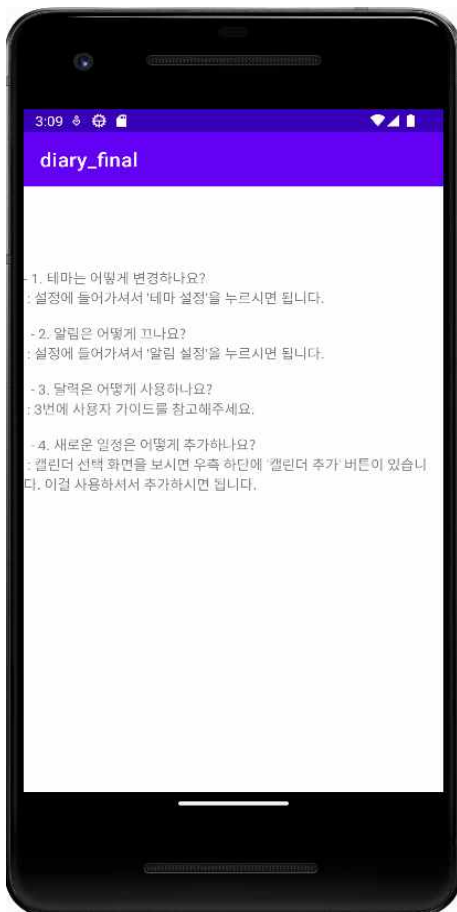 3:09
diary_final
- 1. 테마는 어떻게 변경하나요?
: 설정에 들어가셔서 '테마 설정'을 누르시면 됩니다.
- 2. 알림은 어떻게 끄나요?
: 설정에 들어가셔서 '알림 설정'을 누르시면 됩니다.
- 3. 달력은 어떻게 사용하나요?
: 3번에 사용자 가이드를 참고해주세요.
- 4. 새로운 일정은 어떻게 추가하나요?
: 캘린더 선택 화면을 보시면 우측 하단에 '캘린더 추가' 버튼이 있습니
다. 이걸 사용하셔서 추가하시면 됩니다.